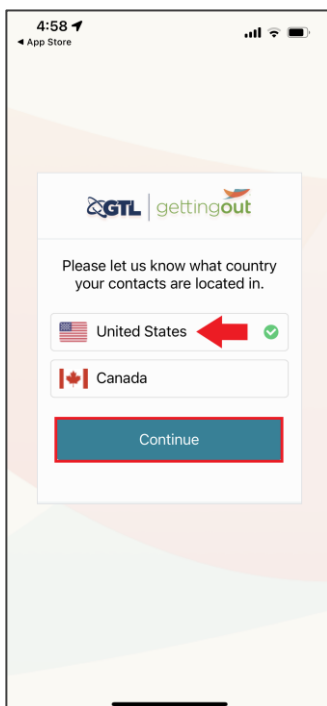 4:58
◀ App Store
GTL | gettingout
Please let us know what country
your contacts are located in.
United States
Canada
Continue